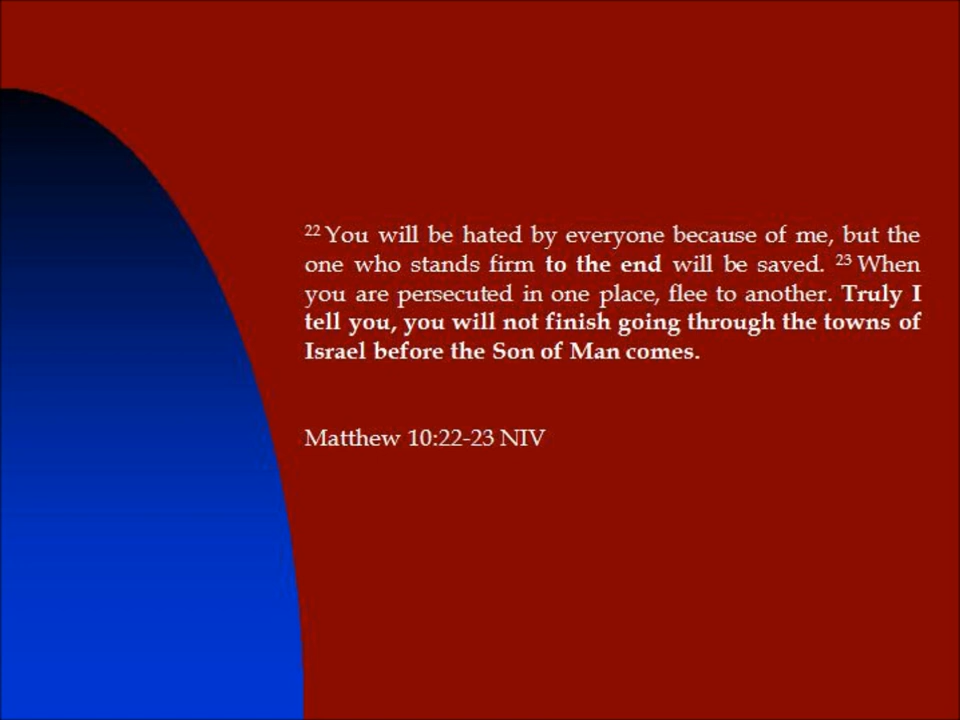 ²² You will be hated by everyone because of me, but the
one who stands firm to the end will be saved. ²³ When
you are persecuted in one place, flee to another. Truly I
tell you, you will not finish going through the towns of
Israel before the Son of Man comes.
Matthew 10:22-23 NIV